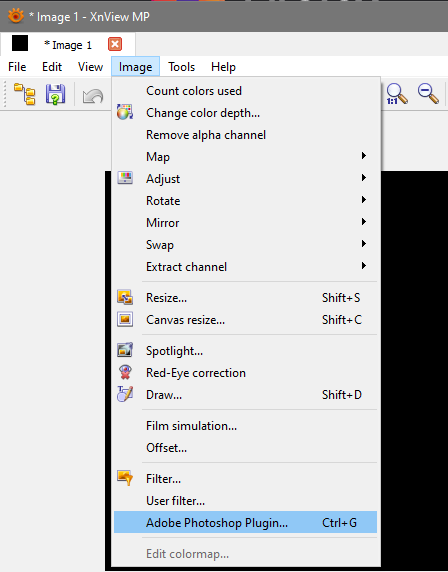 * Image 1 - XnView MP
* Image 1
File Edit View Image Tools Help
1:1
Count colors used
Change color depth...
Remove alpha channel
Map
Adjust
Rotate
Mirror
Swap
Extract channel
Resize... Shift+S
Canvas resize... Shift+C
Spotlight...
Red-Eye correction
Draw... Shift+D
Film simulation...
Offset...
Filter...
User filter...
Adobe Photoshop Plugin... Ctrl+G
Edit colormap...